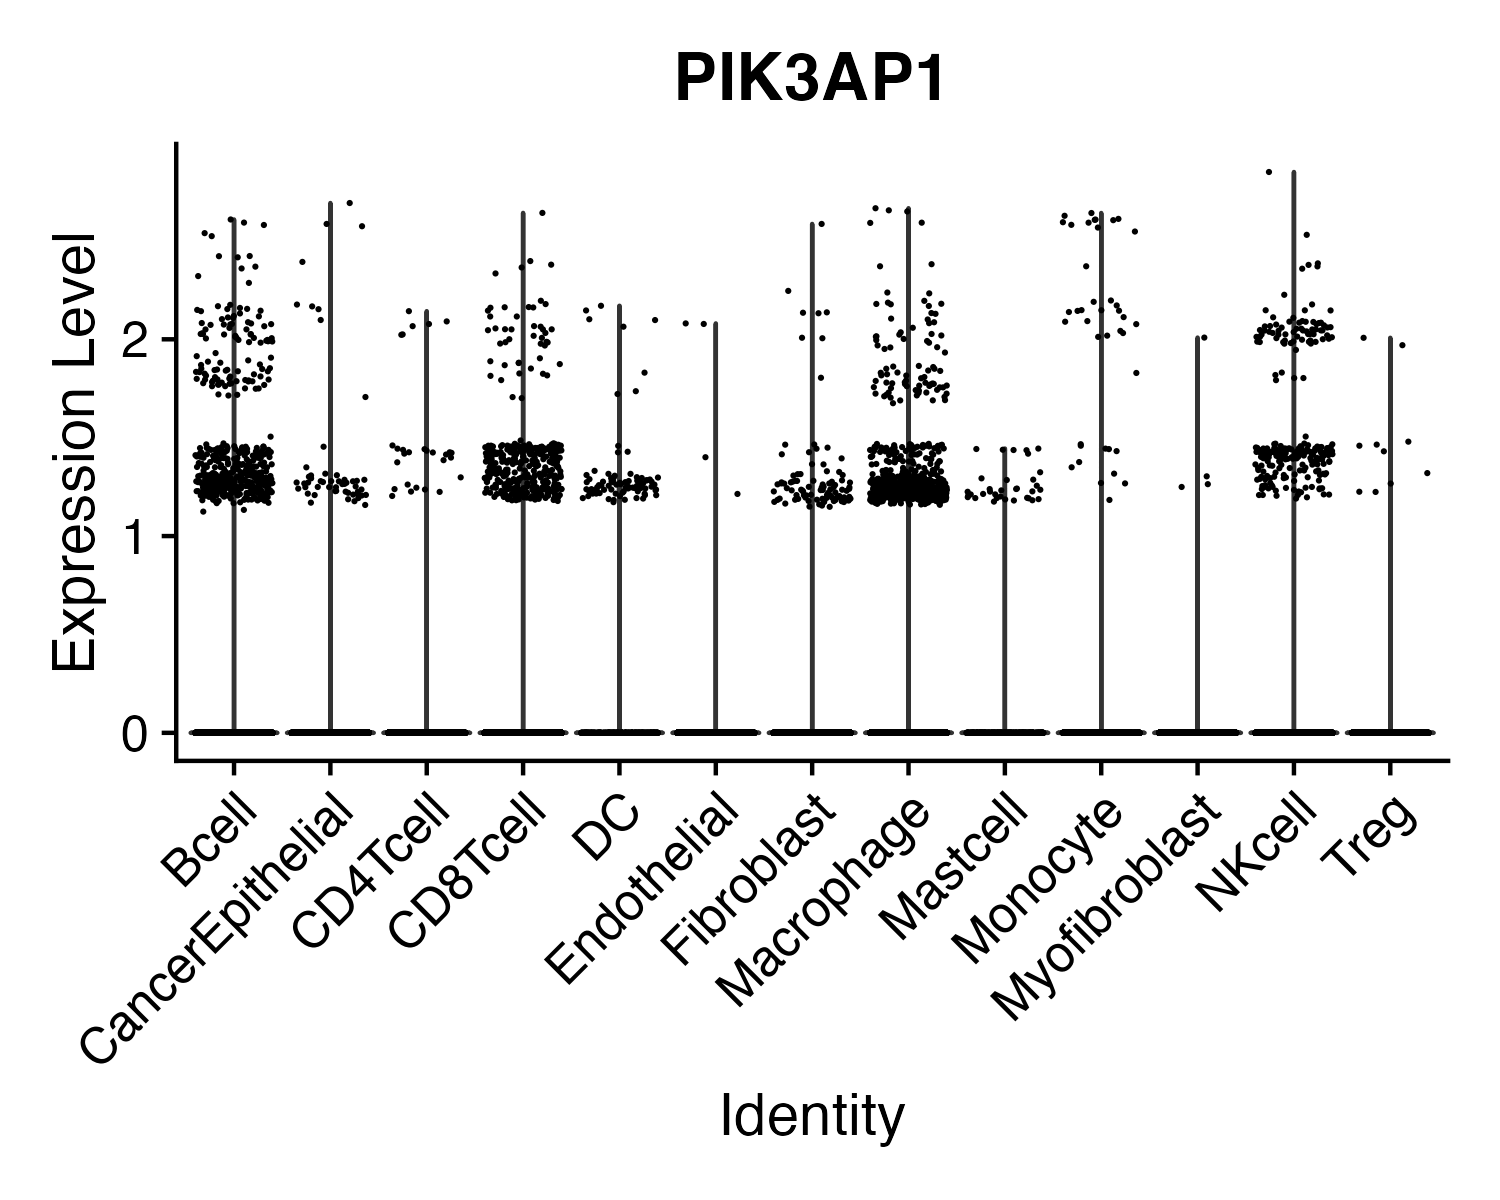 PIK3AP1
Expression Level
2
1
0
Bcell
CancerEpithelial
CD4Tcell
CD8Tcell
DC
Endothelial
Fibroblast
Macrophage
Mastcell
Monocyte
Myofibroblast
NKcell
Treg
Identity